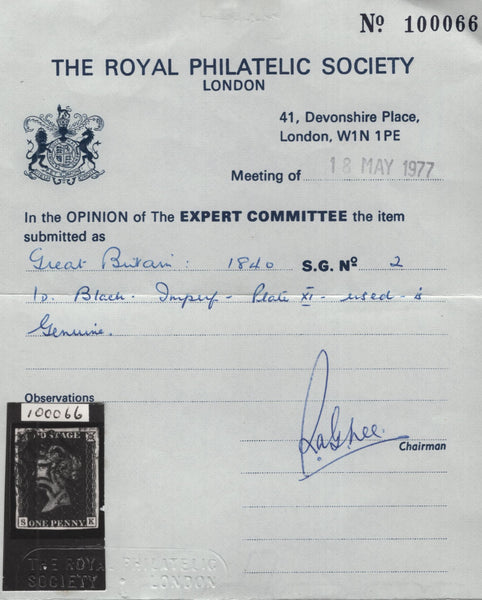 Nº 100066
THE ROYAL PHILATELIC SOCIETY
LONDON
41, Devonshire Place,
London, W1N 1PE
Meeting of 18 MAY 1977
In the OPINION of The EXPERT COMMITTEE the item
submitted as
Great Britain: 1840 S.G. Nº 2
1d. Black. Imperf - Plate XI - used - is
Genuine.
Observations
100066
Chairman
POSTAGE
S ONE PENNY K
THE ROYAL PHILATELIC
SOCIETY LONDON